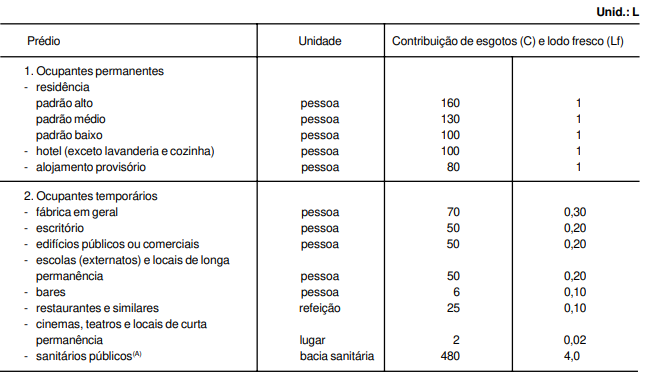 Unid.: L
Prédio Unidade Contribuição de esgotos (C) e lodo fresco (Lf)
1. Ocupantes permanentes
- residência
padrão alto pessoa 160 1
padrão médio pessoa 130 1
padrão baixo pessoa 100 1
- hotel (exceto lavanderia e cozinha) pessoa 100 1
- alojamento provisório pessoa 80 1
2. Ocupantes temporários
- fábrica em geral pessoa 70 0,30
- escritório pessoa 50 0,20
- edifícios públicos ou comerciais pessoa 50 0,20
- escolas (externatos) e locais de longa
permanência pessoa 50 0,20
- bares pessoa 6 0,10
- restaurantes e similares refeição 25 0,10
- cinemas, teatros e locais de curta
permanência lugar 2 0,02
- sanitários públicos(A) bacia sanitária 480 4,0